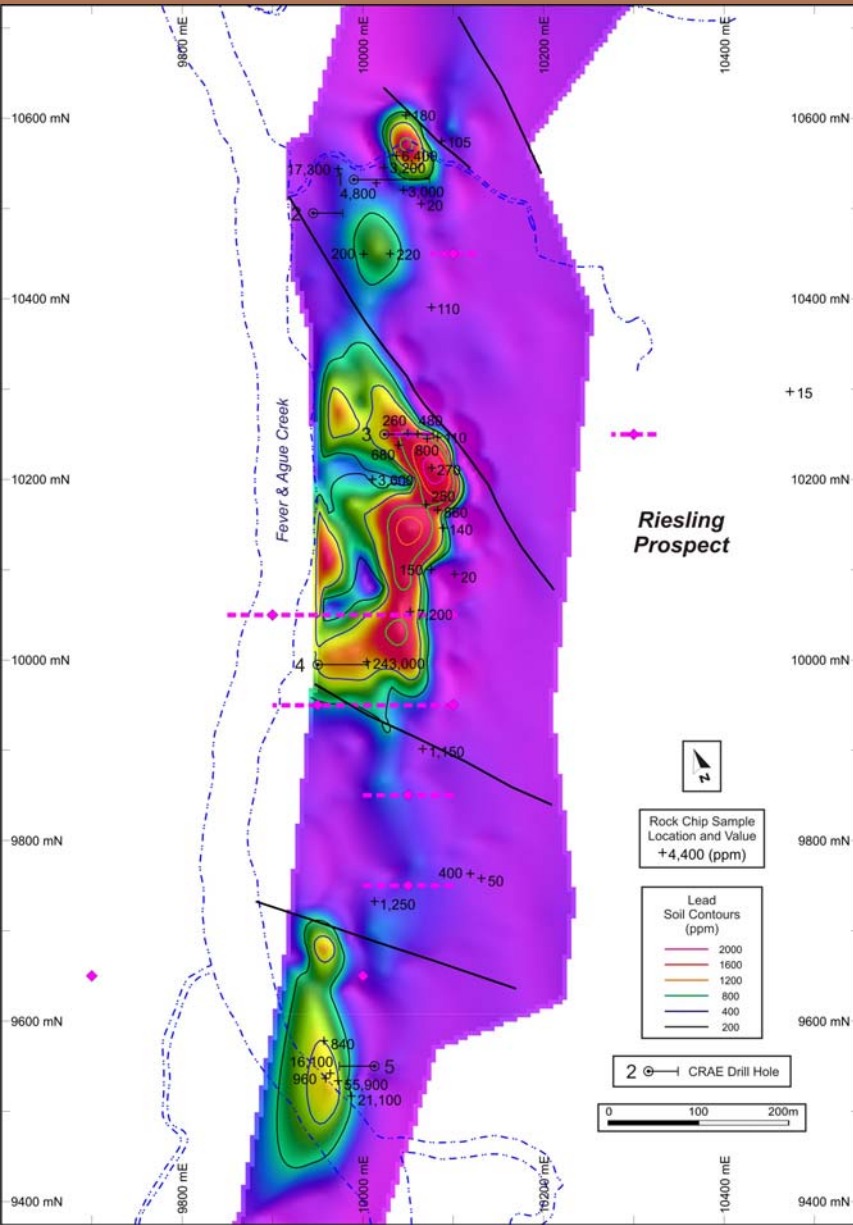 9800 mE
10000 mE
10200 mE
10400 mE
10600 mN
10600 mN
180
105
6,400
3,200
17,300
1
4,800
3,000
20
2
200
220
10400 mN
10400 mN
110
15
Fever & Ague Creek
260
480
3
110
800
680
270
3,000
10200 mN
10200 mN
280
880
140
Riesling
Prospect
150
20
7,200
10000 mN
10000 mN
4
243,000
1,150
N
Rock Chip Sample
Location and Value
+4,400 (ppm)
9800 mN
9800 mN
400
50
1,250
Lead
Soil Contours
(ppm)
2000
1600
1200
800
400
200
9600 mN
9600 mN
840
16,100
5
960
55,900
21,100
2 CRAE Drill Hole
0 100 200m
9400 mN
9400 mN
9800 mE
10000 mE
10200 mE
10400 mE